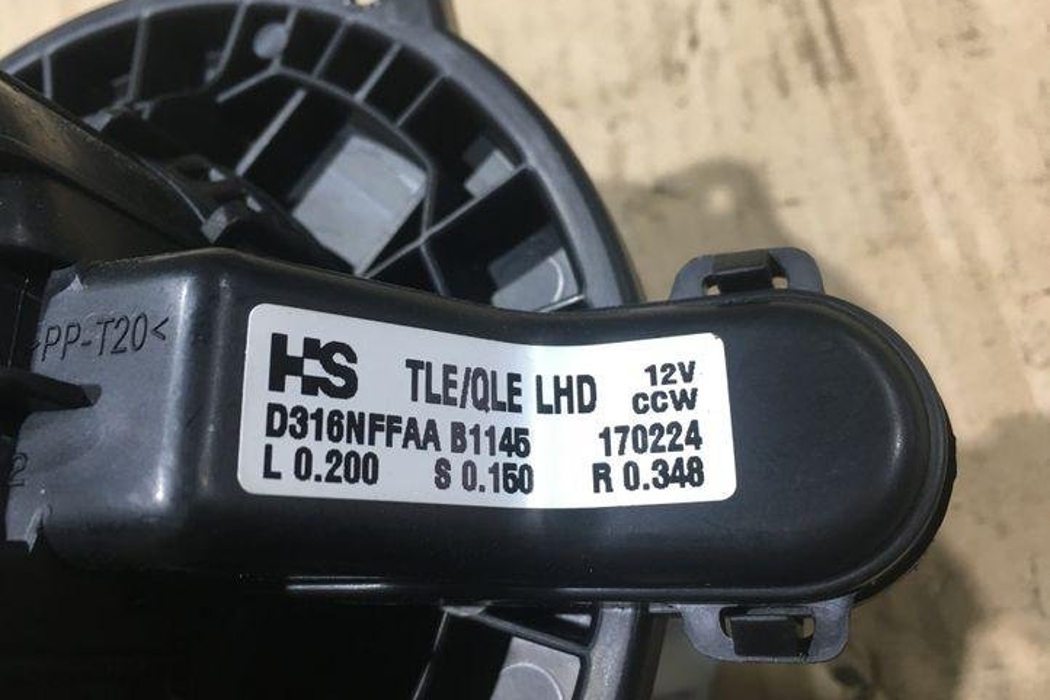 >PP-T20<
HS TLE/QLE LHD 12V CCW
D316NFFAA B1145 170224
L 0.200 S 0.150 R 0.348